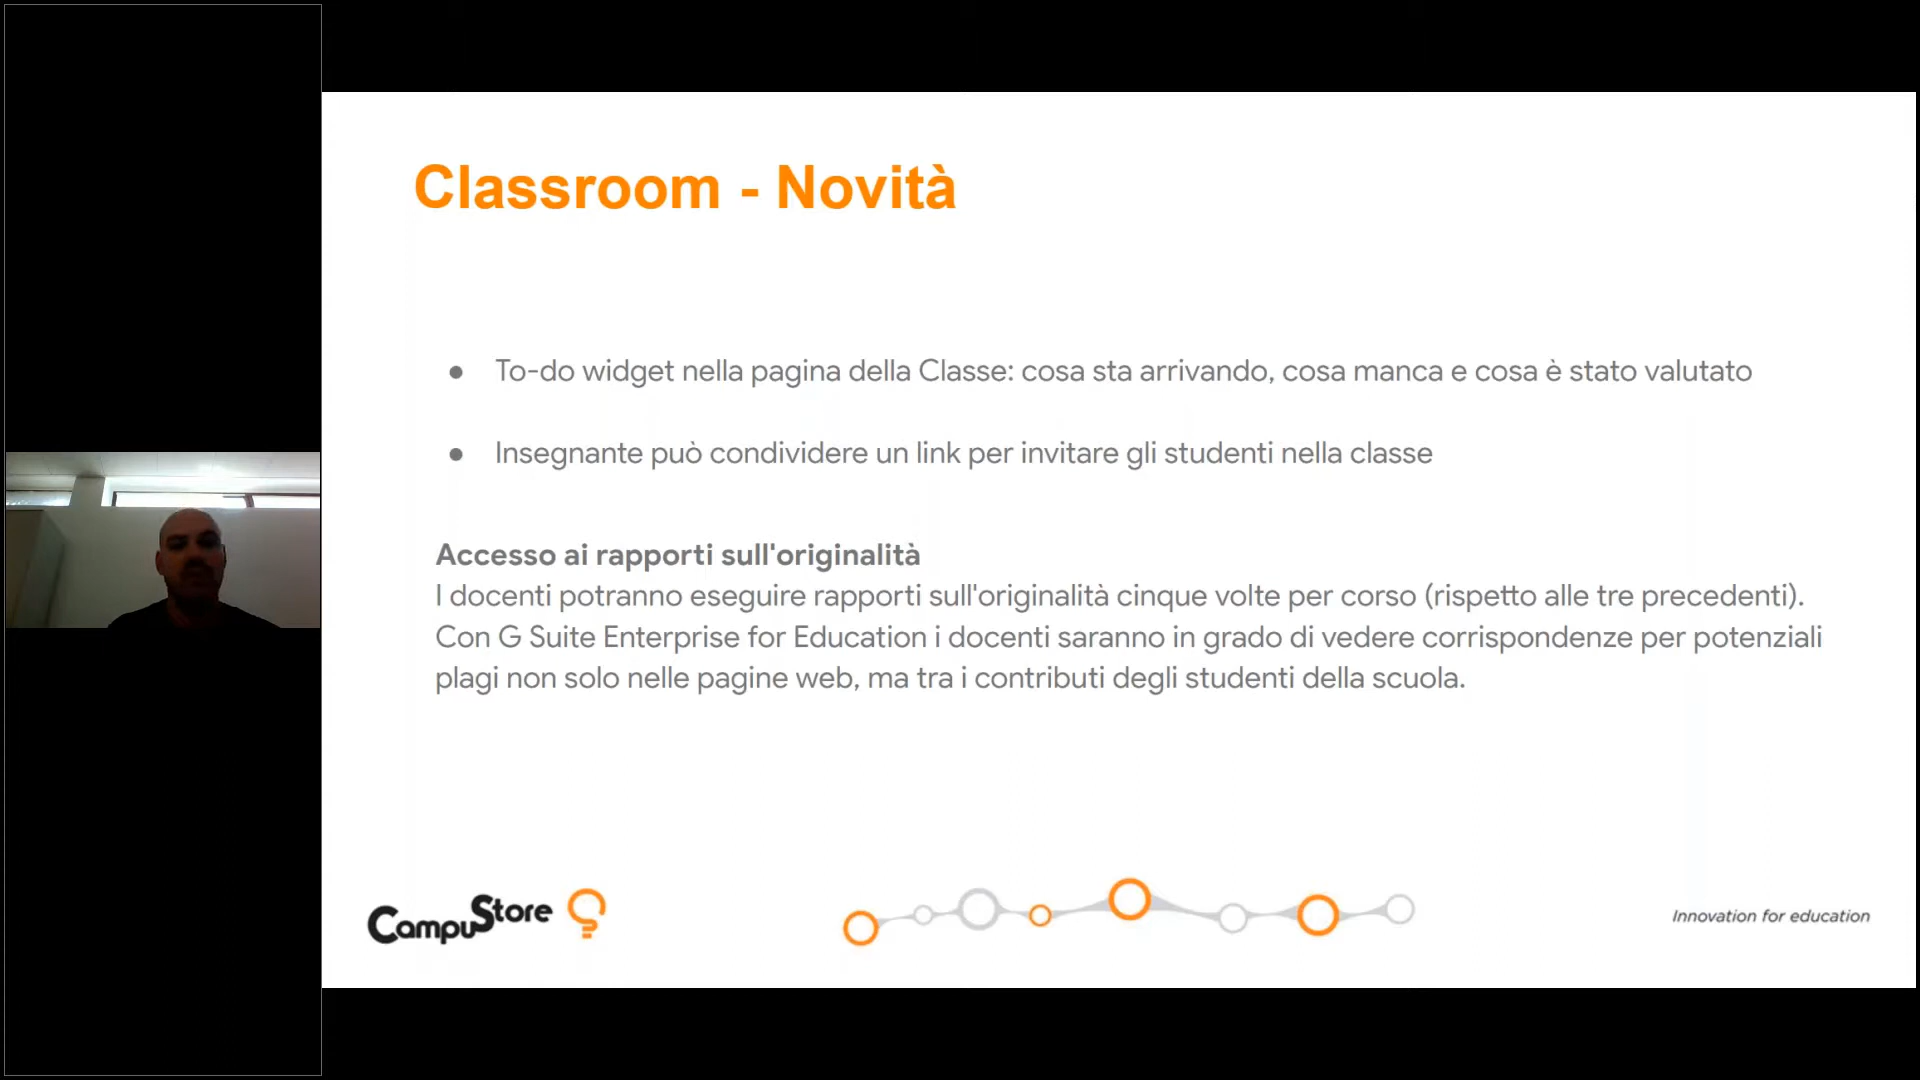 Classroom - Novità
● To-do widget nella pagina della Classe: cosa sta arrivando, cosa manca e cosa è stato valutato
● Insegnante può condividere un link per invitare gli studenti nella classe
Accesso ai rapporti sull'originalità
I docenti potranno eseguire rapporti sull'originalità cinque volte per corso (rispetto alle tre precedenti).
Con G Suite Enterprise for Education i docenti saranno in grado di vedere corrispondenze per potenziali
plagi non solo nelle pagine web, ma tra i contributi degli studenti della scuola.
CampuStore
Innovation for education